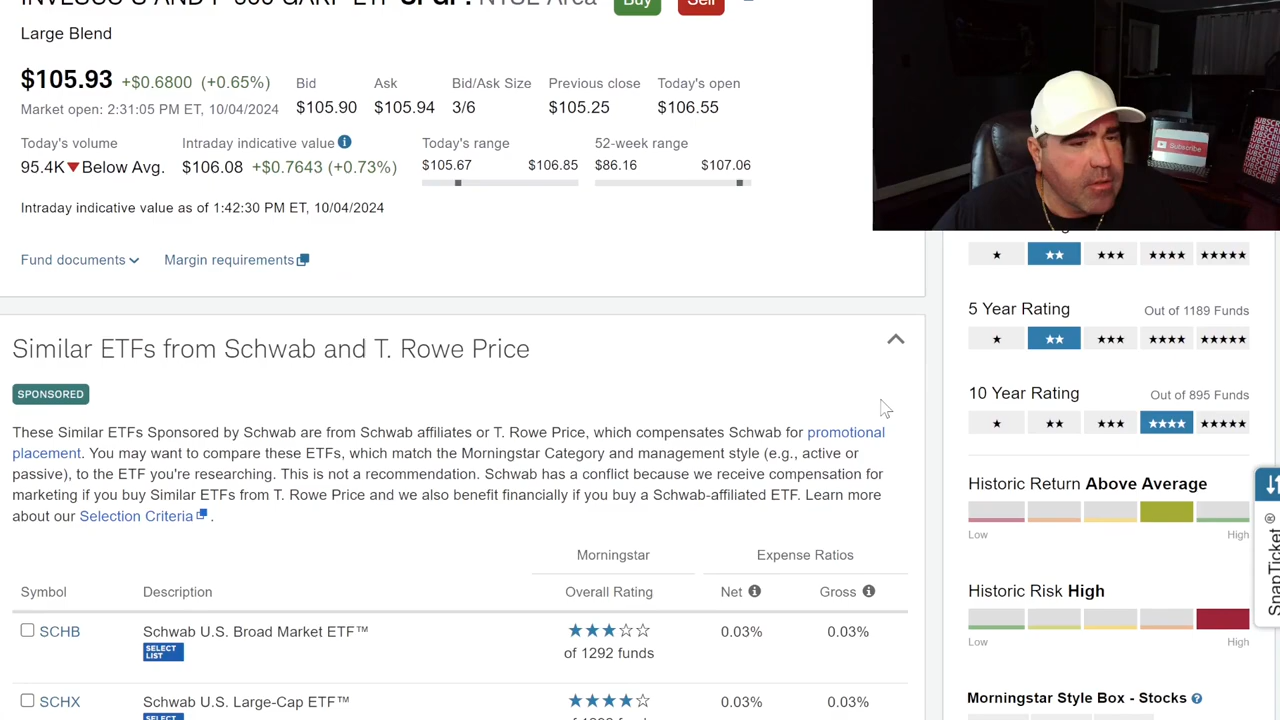 INVESCO S AND P 500 GARP ETF SPGP: NYSE Arca Buy Sell
Large Blend
$105.93 +$0.6800 (+0.65%)
Market open: 2:31:05 PM ET, 10/04/2024
Bid
$105.90
Ask
$105.94
Bid/Ask Size
3/6
Previous close
$105.25
Today's open
$106.55
Today's volume
95.4K Below Avg.
Intraday indicative value
$106.08 +$0.7643 (+0.73%)
Today's range
$105.67 $106.85
52-week range
$86.16 $107.06
Intraday indicative value as of 1:42:30 PM ET, 10/04/2024
Fund documents Margin requirements
Similar ETFs from Schwab and T. Rowe Price
SPONSORED
These Similar ETFs Sponsored by Schwab are from Schwab affiliates or T. Rowe Price, which compensates Schwab for promotional
placement. You may want to compare these ETFs, which match the Morningstar Category and management style (e.g., active or
passive), to the ETF you're researching. This is not a recommendation. Schwab has a conflict because we receive compensation for
marketing if you buy Similar ETFs from T. Rowe Price and we also benefit financially if you buy a Schwab-affiliated ETF. Learn more
about our Selection Criteria .
Morningstar Expense Ratios
Symbol Description Overall Rating Net Gross
SCHB Schwab U.S. Broad Market ETF™ ★★★☆☆ 0.03% 0.03%
SELECT LIST
of 1292 funds
SCHX Schwab U.S. Large-Cap ETF™ ★★★★☆ 0.03% 0.03%
SELECT
Subscribe
UBSCRIBE
★ ★★ ★★★ ★★★★ ★★★★★
5 Year Rating Out of 1189 Funds
★ ★★ ★★★ ★★★★ ★★★★★
10 Year Rating Out of 895 Funds
★ ★★ ★★★ ★★★★ ★★★★★
Historic Return Above Average
Low High
Historic Risk High
Low High
Morningstar Style Box - Stocks
SnapTicket®